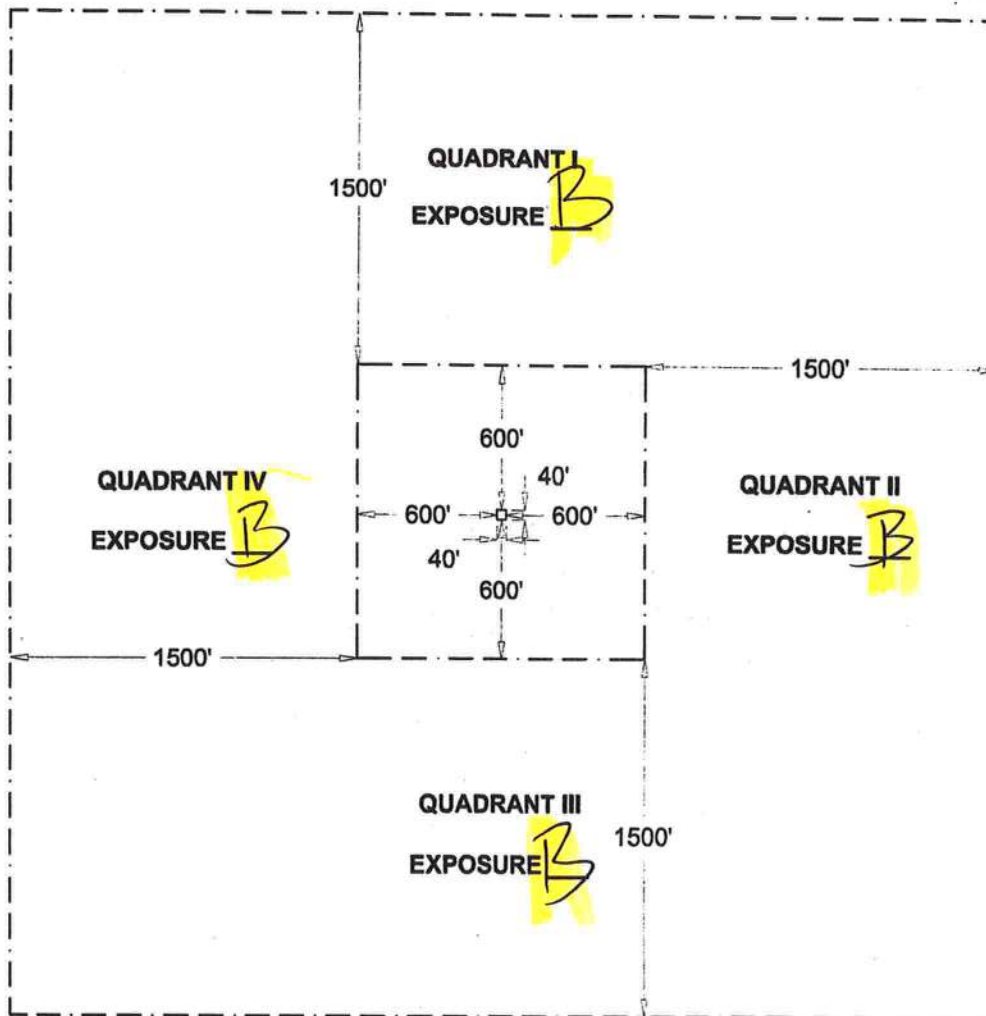 QUADRANT I
1500'
EXPOSURE B
1500'
600'
QUADRANT IV
40'
QUADRANT II
600'
600'
EXPOSURE B
EXPOSURE B
40'
600'
1500'
QUADRANT III
1500'
EXPOSURE B